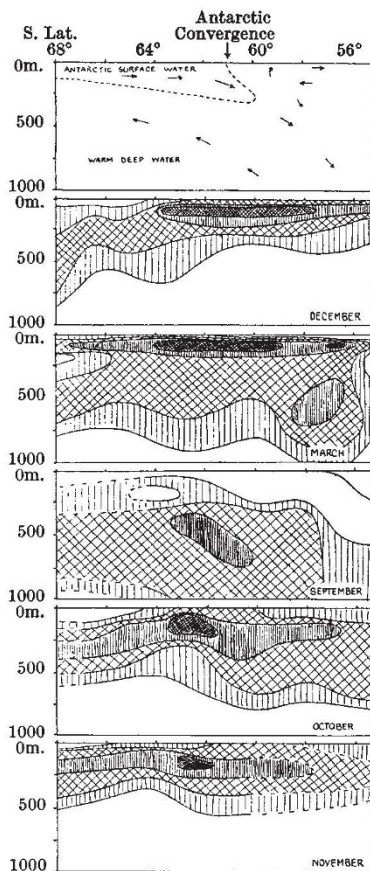 Antarctic
S. Lat. Convergence
68° 64° 60° 56°
0m.
ANTARCTIC SURFACE WATER
500
WARM DEEP WATER
1000
0m.
500
1000
DECEMBER
0m.
500
1000
MARCH
0m.
500
1000
SEPTEMBER
0m.
500
1000
OCTOBER
0m.
500
1000
NOVEMBER